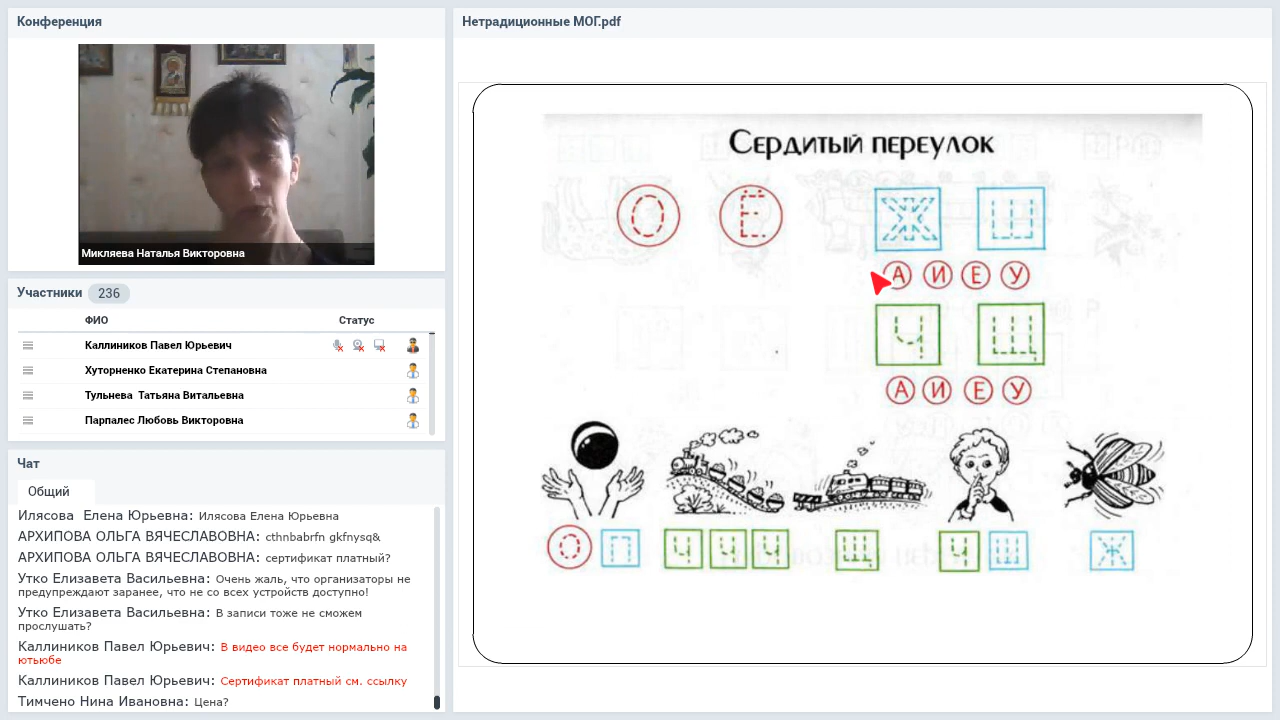 Конференция
Микляева Наталья Викторовна
Участники 236
ФИО Статус
Каллиников Павел Юрьевич
Хуторненко Екатерина Степановна
Тульнева Татьяна Витальевна
Парпалес Любовь Викторовна
Чат
Общий
Илясова Елена Юрьевна: Илясова Елена Юрьевна
АРХИПОВА ОЛЬГА ВЯЧЕСЛАВОВНА: cthnbabrfn gkfnysq&
АРХИПОВА ОЛЬГА ВЯЧЕСЛАВОВНА: сертификат платный?
Утко Елизавета Васильевна: Очень жаль, что организаторы не
предупреждают заранее, что не со всех устройств доступно!
Утко Елизавета Васильевна: В записи тоже не сможем
прослушать?
Каллиников Павел Юрьевич: В видео все будет нормально на
ютьюбе
Каллиников Павел Юрьевич: Сертификат платный см. ссылку
Тимчено Нина Ивановна: Цена?
Нетрадиционные МОГ.pdf
Сердитый переулок
О Ё Ж Ш
А И Е У
Ч Щ
А И Е У
О П Ч Ч Ч Щ Ч Ш Ж